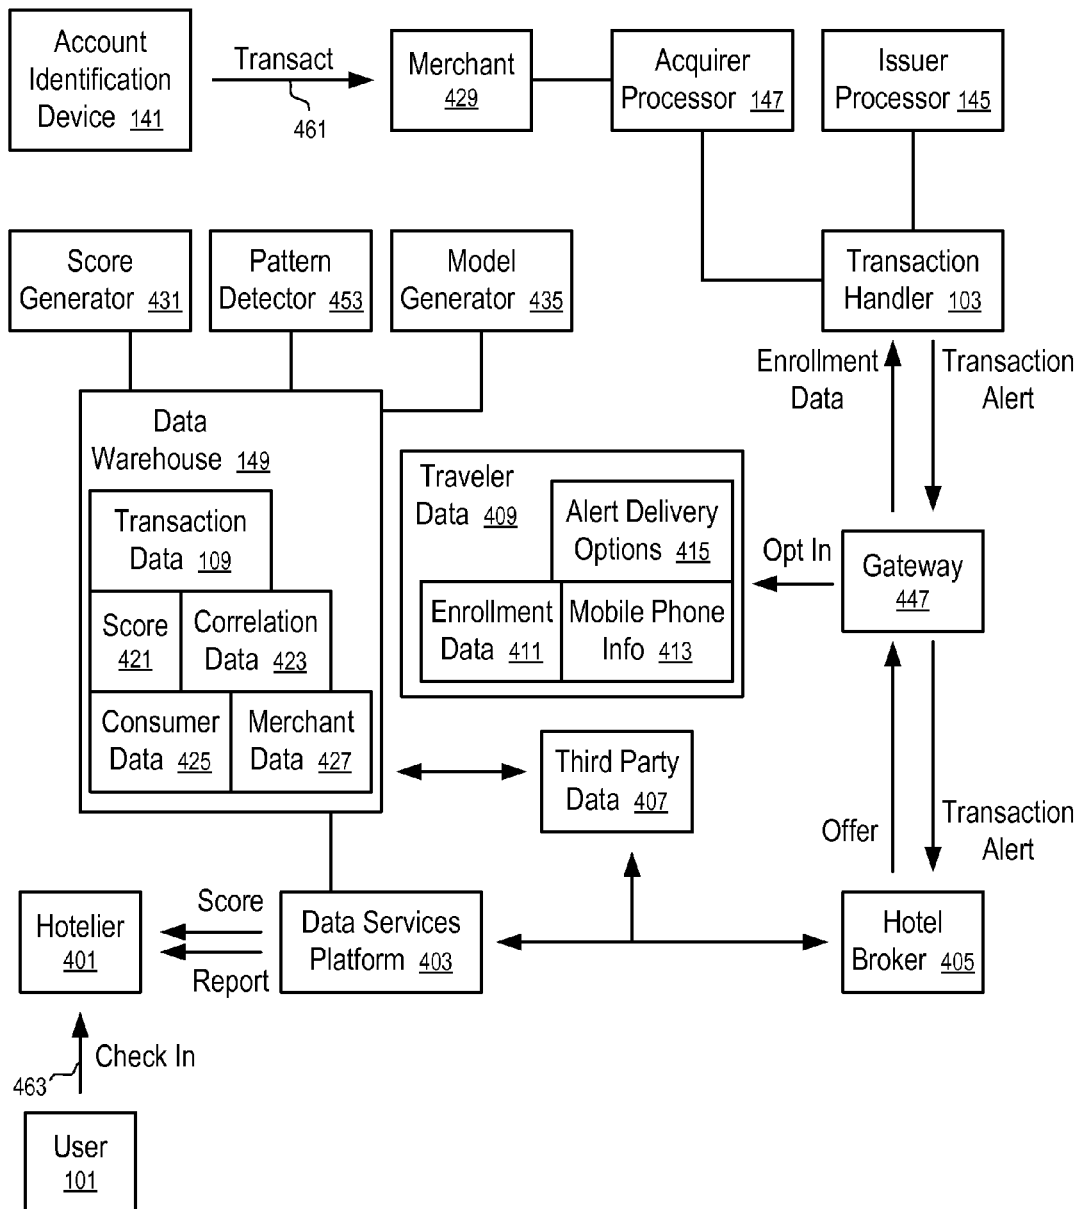 Account
Identification
Device 141
Transact
461
Merchant
429
Acquirer
Processor 147
Issuer
Processor 145
Score
Generator 431
Pattern
Detector 453
Model
Generator 435
Transaction
Handler 103
Enrollment
Data
Transaction
Alert
Data
Warehouse 149
Transaction
Data 109
Score
421
Correlation
Data 423
Consumer
Data 425
Merchant
Data 427
Traveler
Data 409
Alert Delivery
Options 415
Enrollment
Data 411
Mobile Phone
Info 413
Opt In
Gateway
447
Third Party
Data 407
Offer
Transaction
Alert
Hotelier
401
Score
Report
Data Services
Platform 403
Hotel
Broker 405
Check In
463
User
101